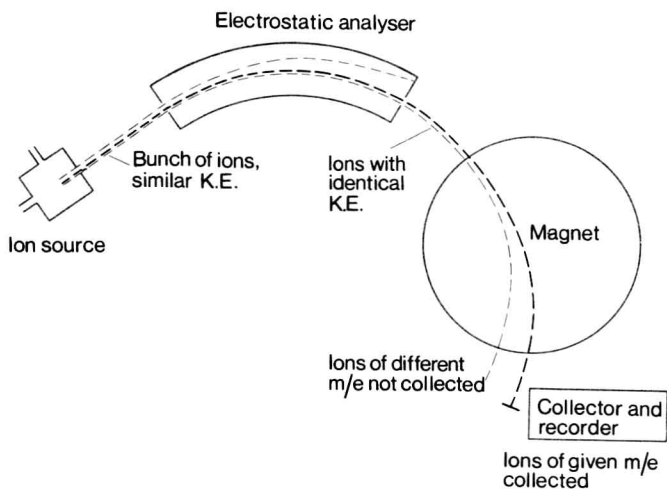 Electrostatic analyser
Bunch of ions,
similar K.E.
Ions with
identical
K.E.
Ion source
Magnet
Ions of different
m/e not collected
Collector and
recorder
Ions of given m/e
collected